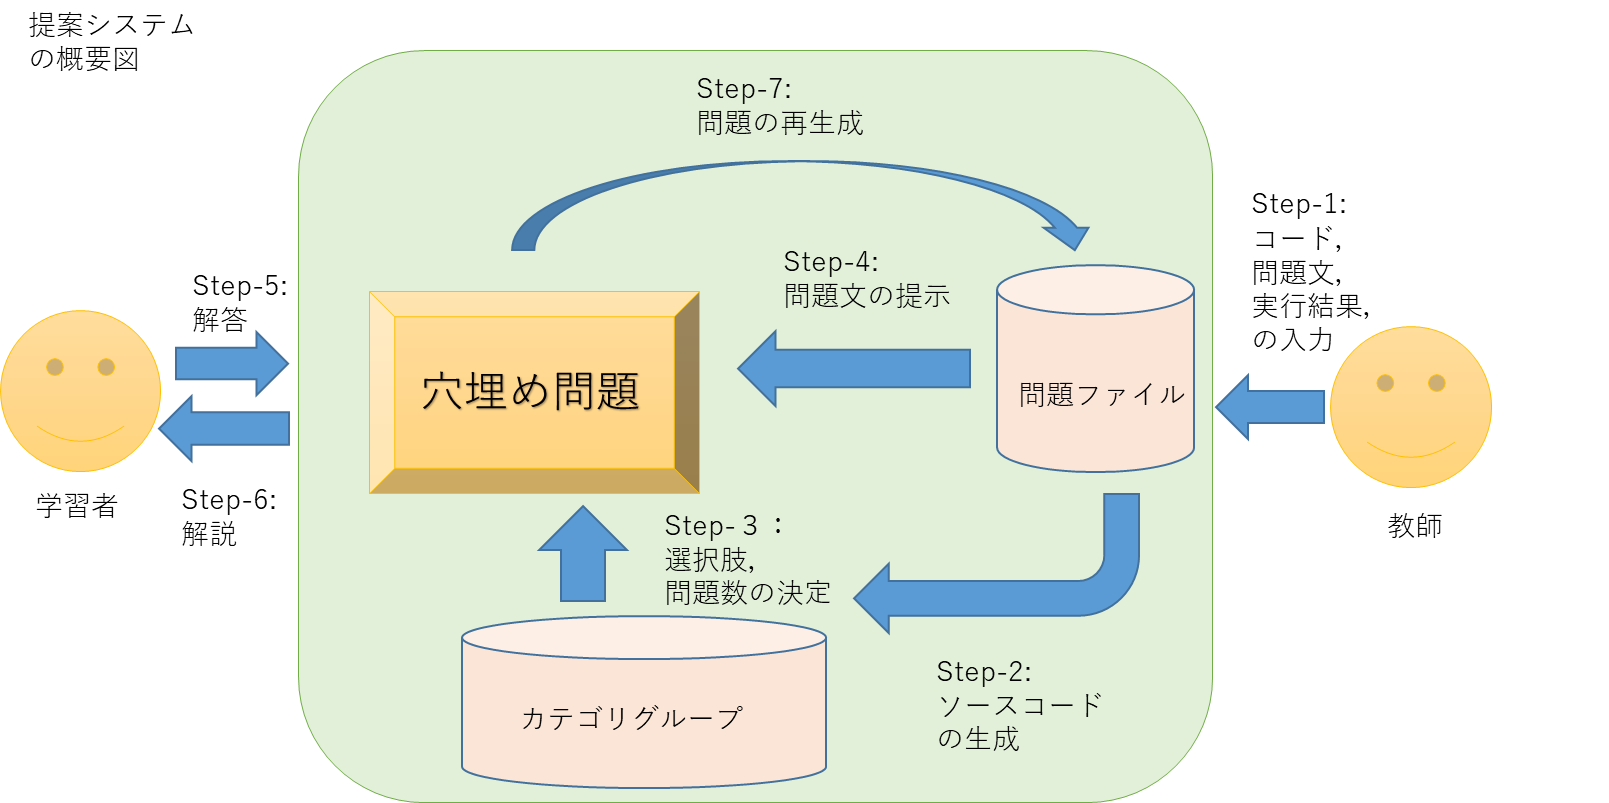 提案システム
の概要図
Step-7:
問題の再生成
Step-1:
コード,
問題文,
実行結果,
の入力
Step-4:
問題文の提示
Step-5:
解答
穴埋め問題
問題ファイル
学習者
Step-6:
解説
教師
Step-３：
選択肢,
問題数の決定
Step-2:
ソースコード
の生成
カテゴリグループ